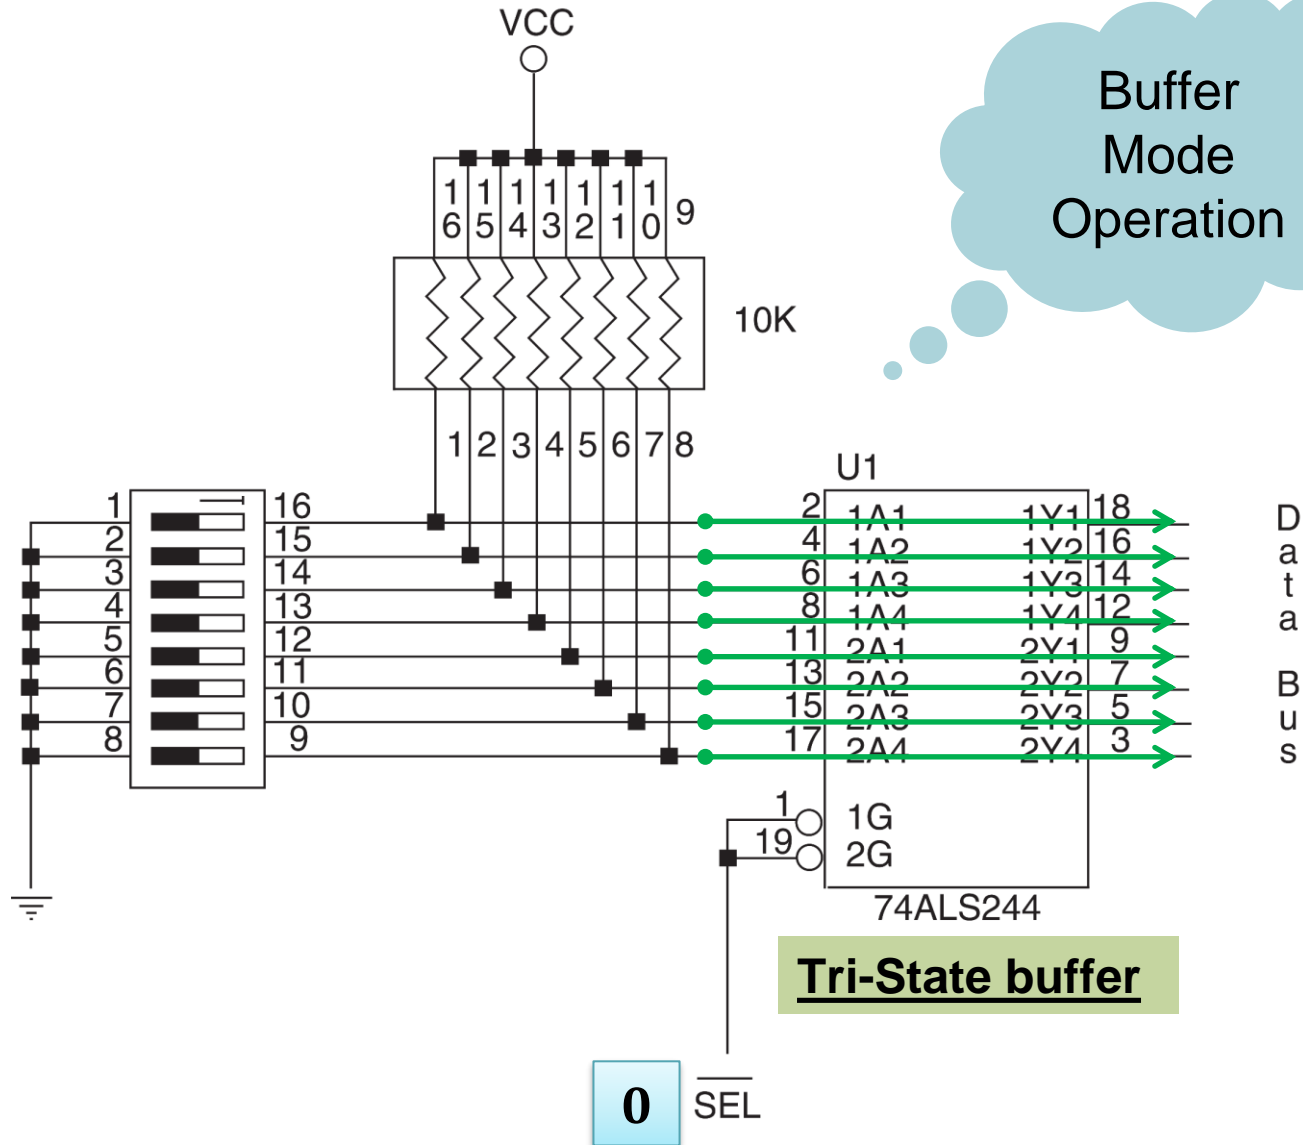 VCC
Buffer
Mode
Operation
16 15 14 13 12 11 10 9
10K
1 2 3 4 5 6 7 8
U1
1 16 2 1A1 1Y1 18
2 15 4 1A2 1Y2 16
3 14 6 1A3 1Y3 14
4 13 8 1A4 1Y4 12
5 12 11 2A1 2Y1 9
6 11 13 2A2 2Y2 7
7 10 15 2A3 2Y3 5
8 9 17 2A4 2Y4 3
Data Bus
1 1G
19 2G
74ALS244
Tri-State buffer
0 SEL